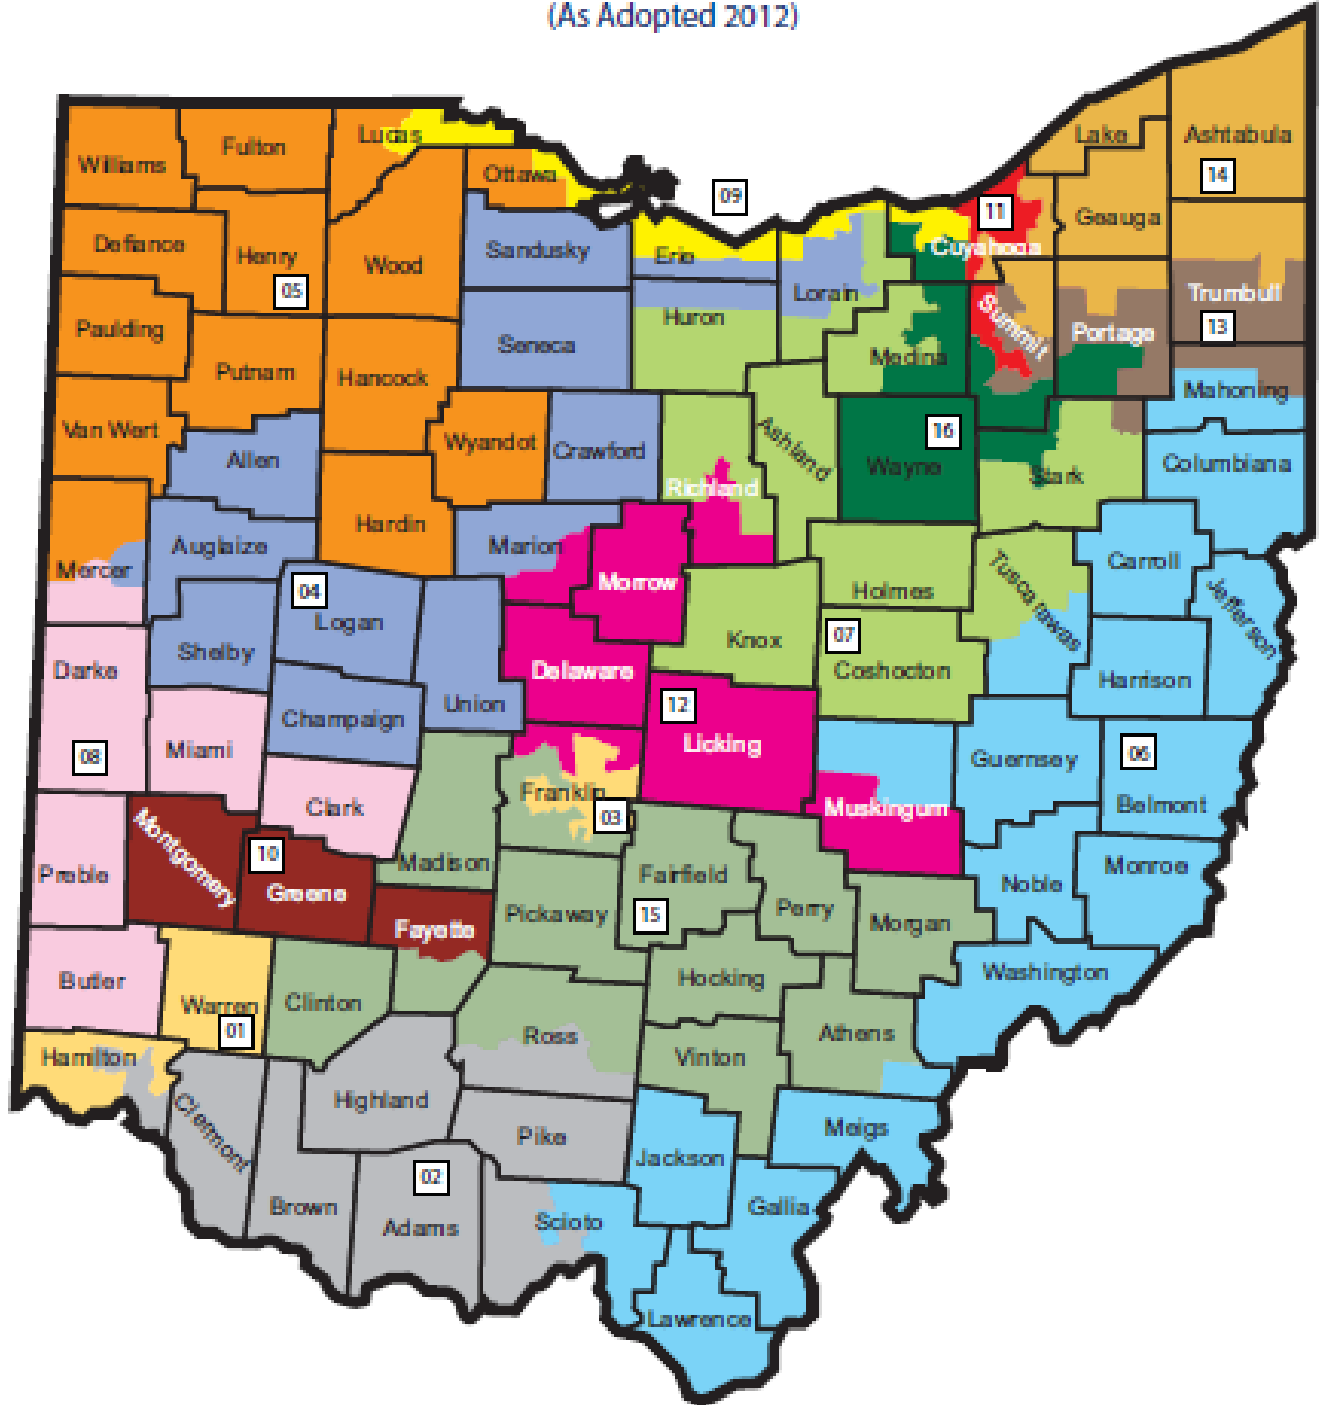 (As Adopted 2012)
Williams
Fulton
Lucas
Ottawa
09
Lake
Ashtabula
14
11
Geauga
Cuyahoga
Defiance
Henry
05
Wood
Sandusky
Erie
Lorain
Trumbull
13
Paulding
Putnam
Hancock
Seneca
Huron
Medina
Summit
Portage
Mahoning
Van Wert
Allen
Wyandot
Crawford
Richland
Ashland
Wayne
16
Stark
Columbiana
Hardin
Auglaize
Marion
Mercer
04
Logan
Morrow
Holmes
Tuscarawas
Carroll
Jefferson
Darke
Shelby
Champaign
Union
Delaware
Knox
07
Coshocton
Harrison
08
Miami
12
Licking
Guernsey
06
Belmont
Clark
Franklin
03
Muskingum
Montgomery
10
Greene
Preble
Madison
Fairfield
15
Perry
Noble
Monroe
Fayette
Pickaway
Morgan
Butler
Warren
01
Clinton
Hocking
Washington
Hamilton
Ross
Vinton
Athens
Clermont
Highland
Pike
Jackson
Meigs
Brown
02
Adams
Scioto
Gallia
Lawrence